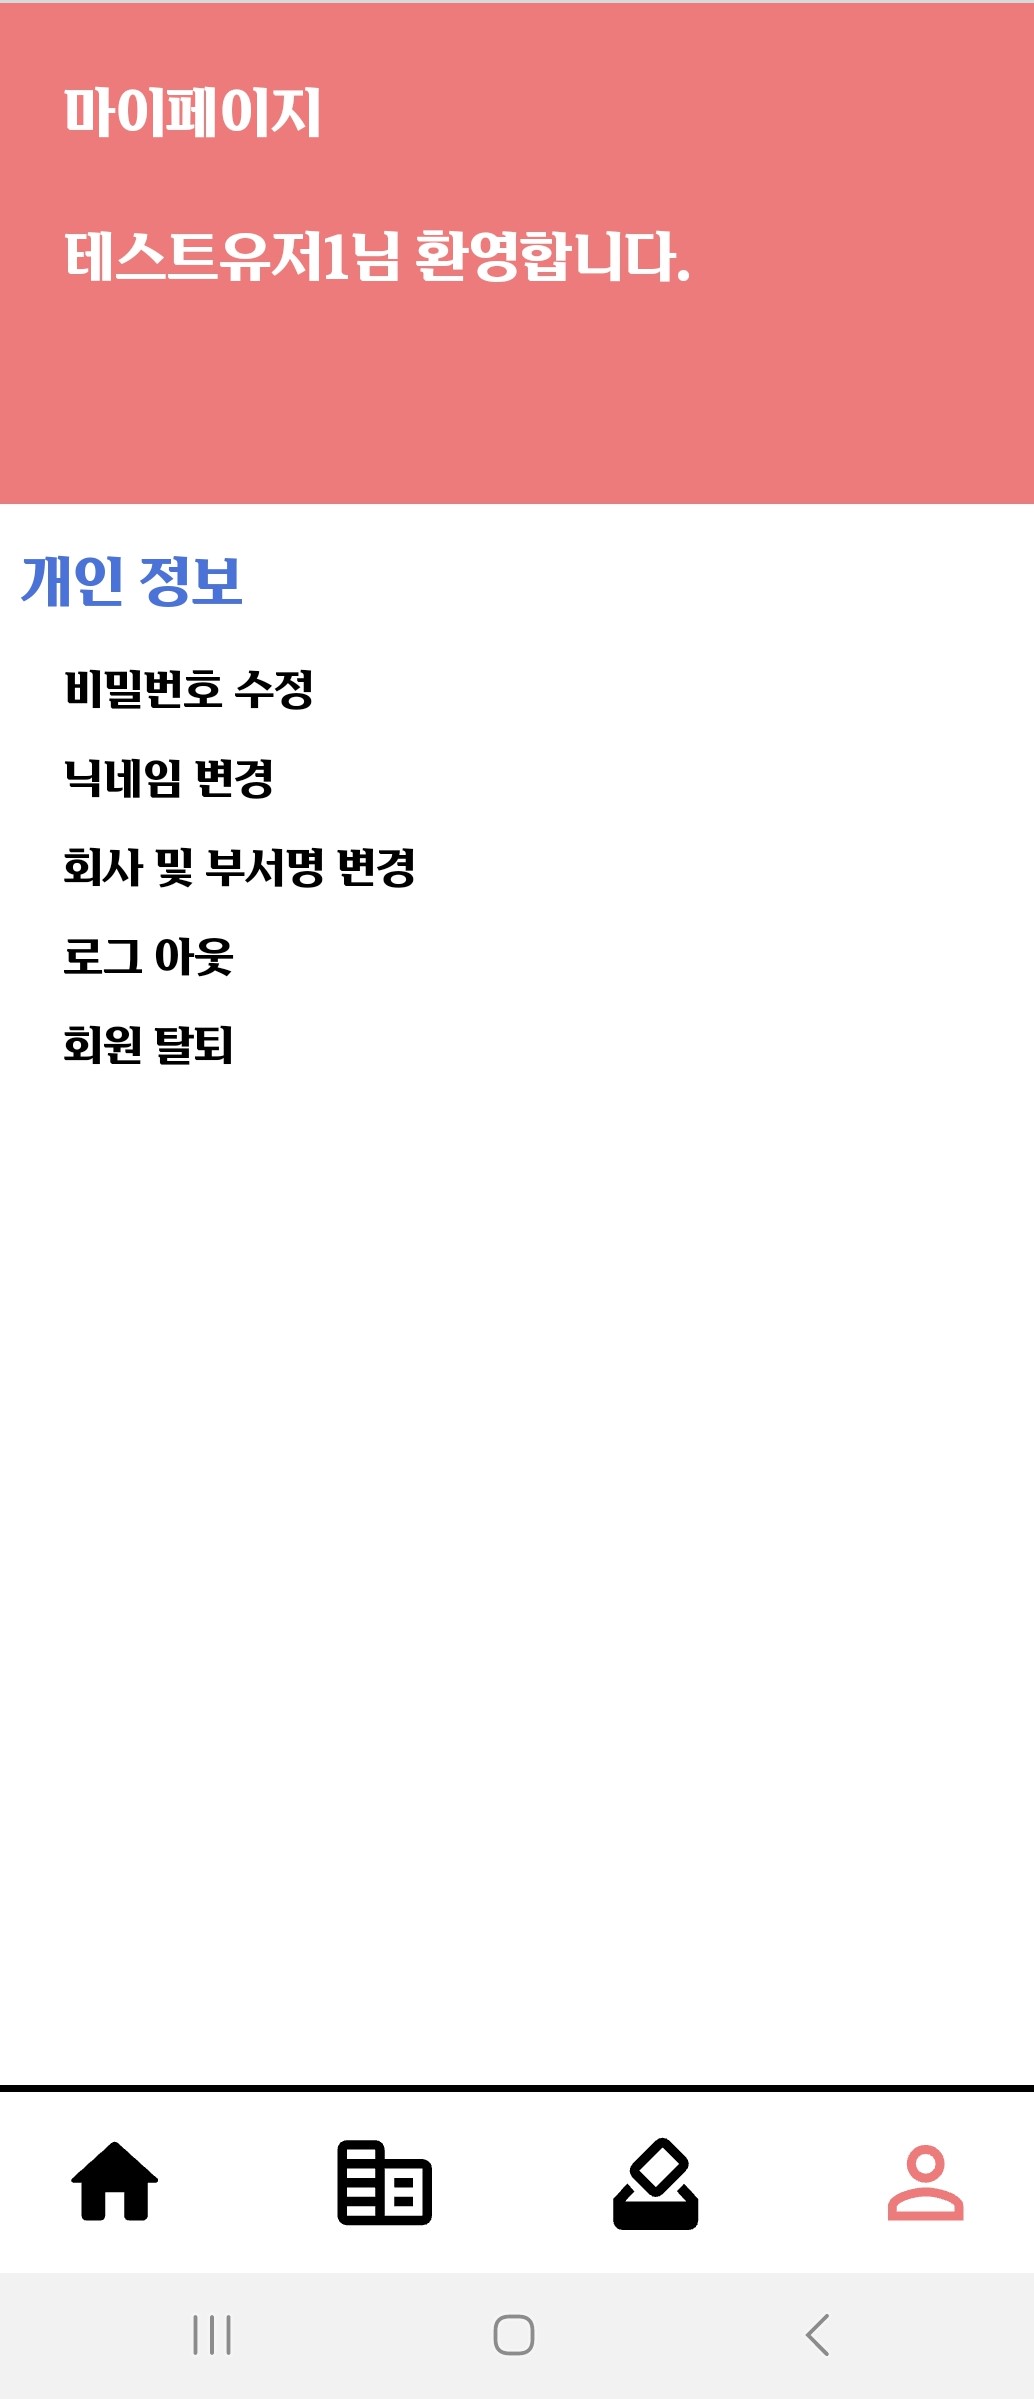 마이페이지
테스트유저1님 환영합니다.
개인 정보
비밀번호 수정
닉네임 변경
회사 및 부서명 변경
로그 아웃
회원 탈퇴